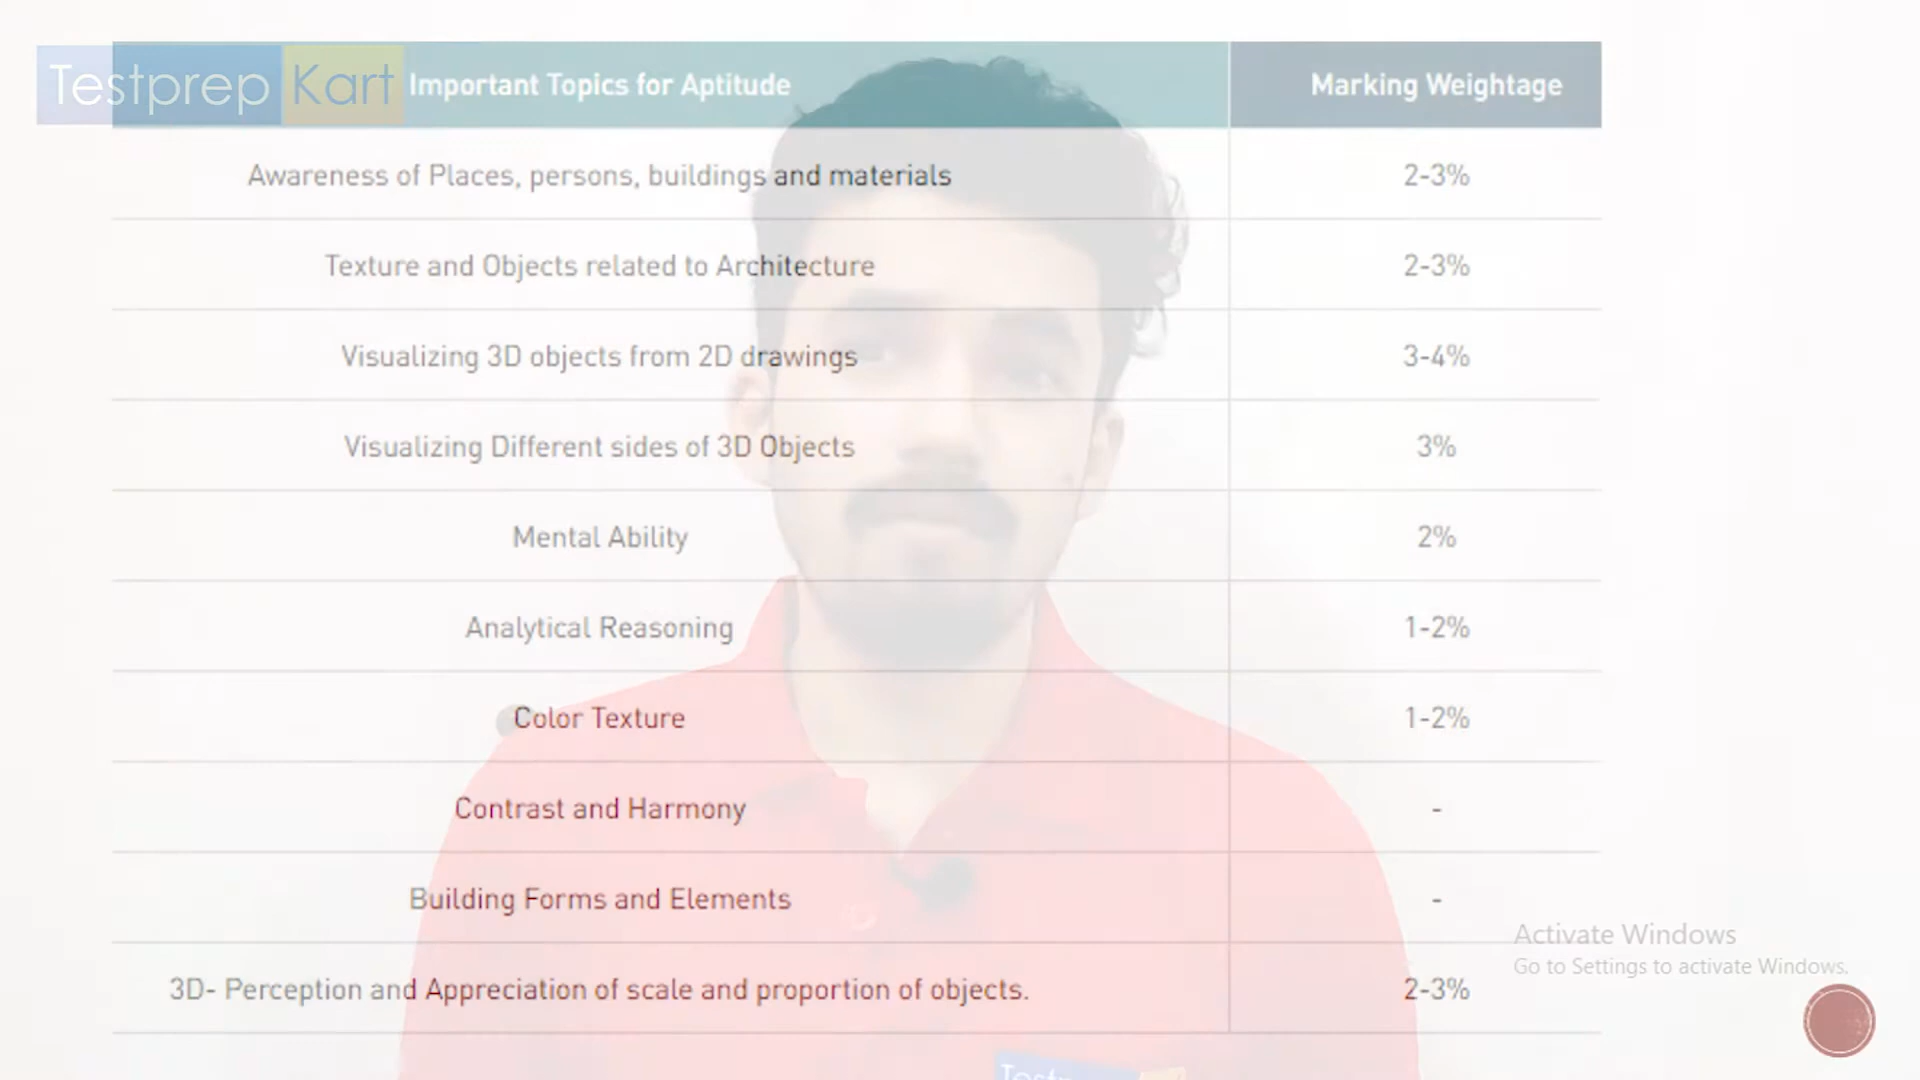 Testprep Kart
Important Topics for Aptitude Marking Weightage
Awareness of Places, persons, buildings and materials 2-3%
Texture and Objects related to Architecture 2-3%
Visualizing 3D objects from 2D drawings 3-4%
Visualizing Different sides of 3D Objects 3%
Mental Ability 2%
Analytical Reasoning 1-2%
Color Texture 1-2%
Contrast and Harmony -
Building Forms and Elements -
3D- Perception and Appreciation of scale and proportion of objects. 2-3%
Activate Windows
Go to Settings to activate Windows.